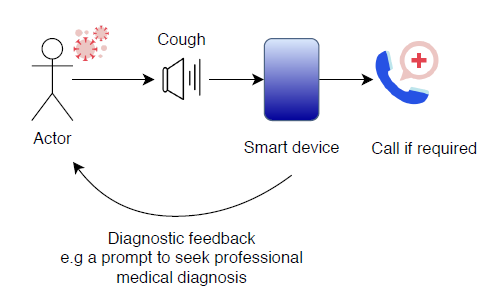 Cough
Actor
Smart device
Call if required
Diagnostic feedback
e.g a prompt to seek professional
medical diagnosis